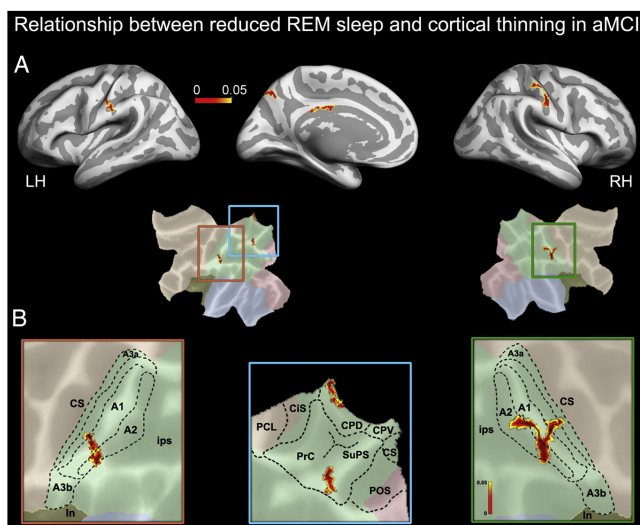 Relationship between reduced REM sleep and cortical thinning in aMCI
A
0 0.05
LH
RH
B
A3a
CS
A1
A2
ips
A3b
In
CiS
PCL
CPD
CPV
PrC
SuPS
CS
POS
A3a
CS
A1
A2
ips
A3b
In
0.05
0